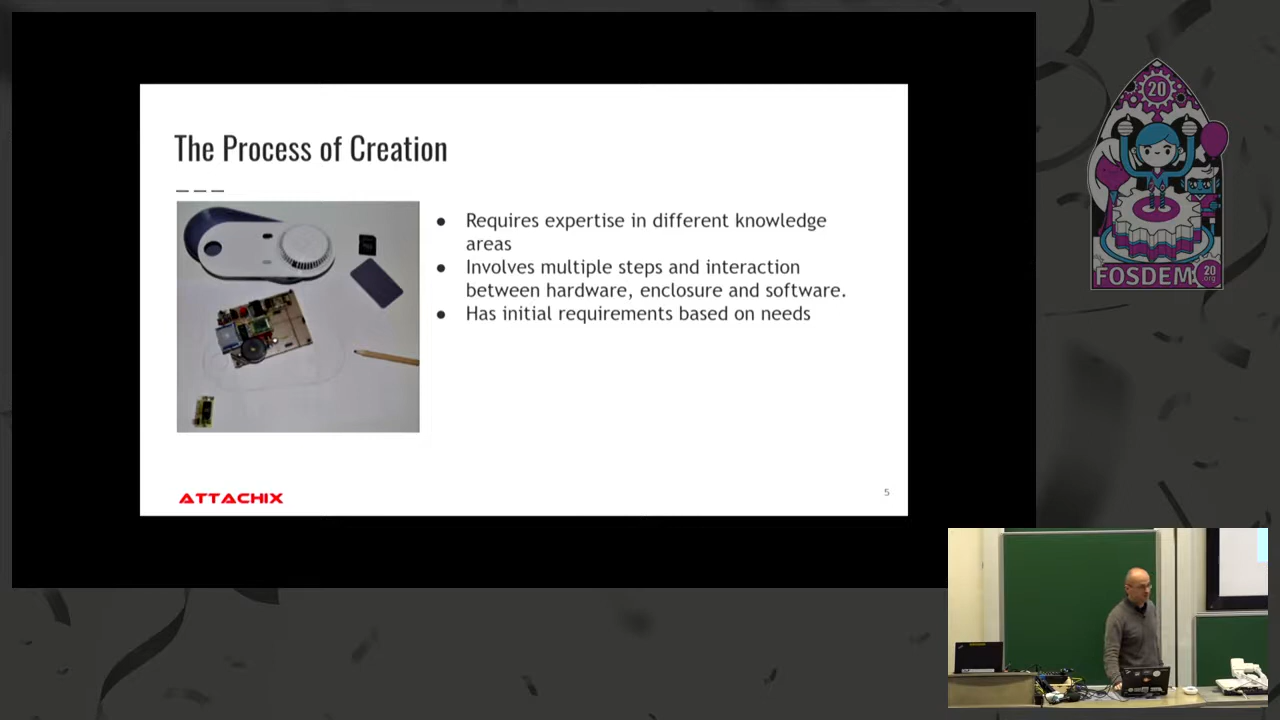 The Process of Creation
● Requires expertise in different knowledge
areas
● Involves multiple steps and interaction
between hardware, enclosure and software.
● Has initial requirements based on needs
ATTACHIX
5
20
FOSDEM 20
.org